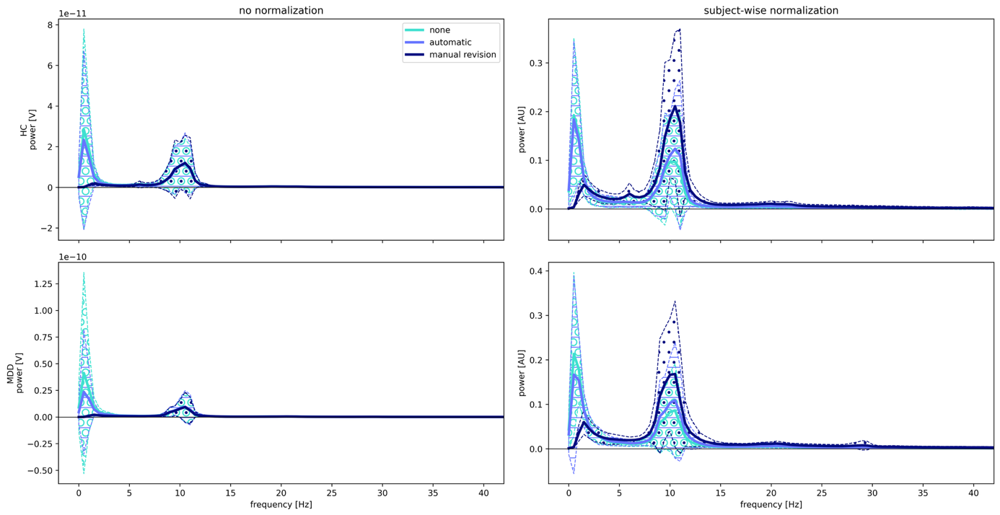 no normalization
subject-wise normalization
1e−11
8
6
4
2
0
−2
HC
power [V]
none
automatic
manual revision
0.3
0.2
0.1
0.0
power [AU]
1e−10
1.25
1.00
0.75
0.50
0.25
0.00
−0.25
−0.50
MDD
power [V]
0 5 10 15 20 25 30 35 40
frequency [Hz]
0.4
0.3
0.2
0.1
0.0
power [AU]
0 5 10 15 20 25 30 35 40
frequency [Hz]